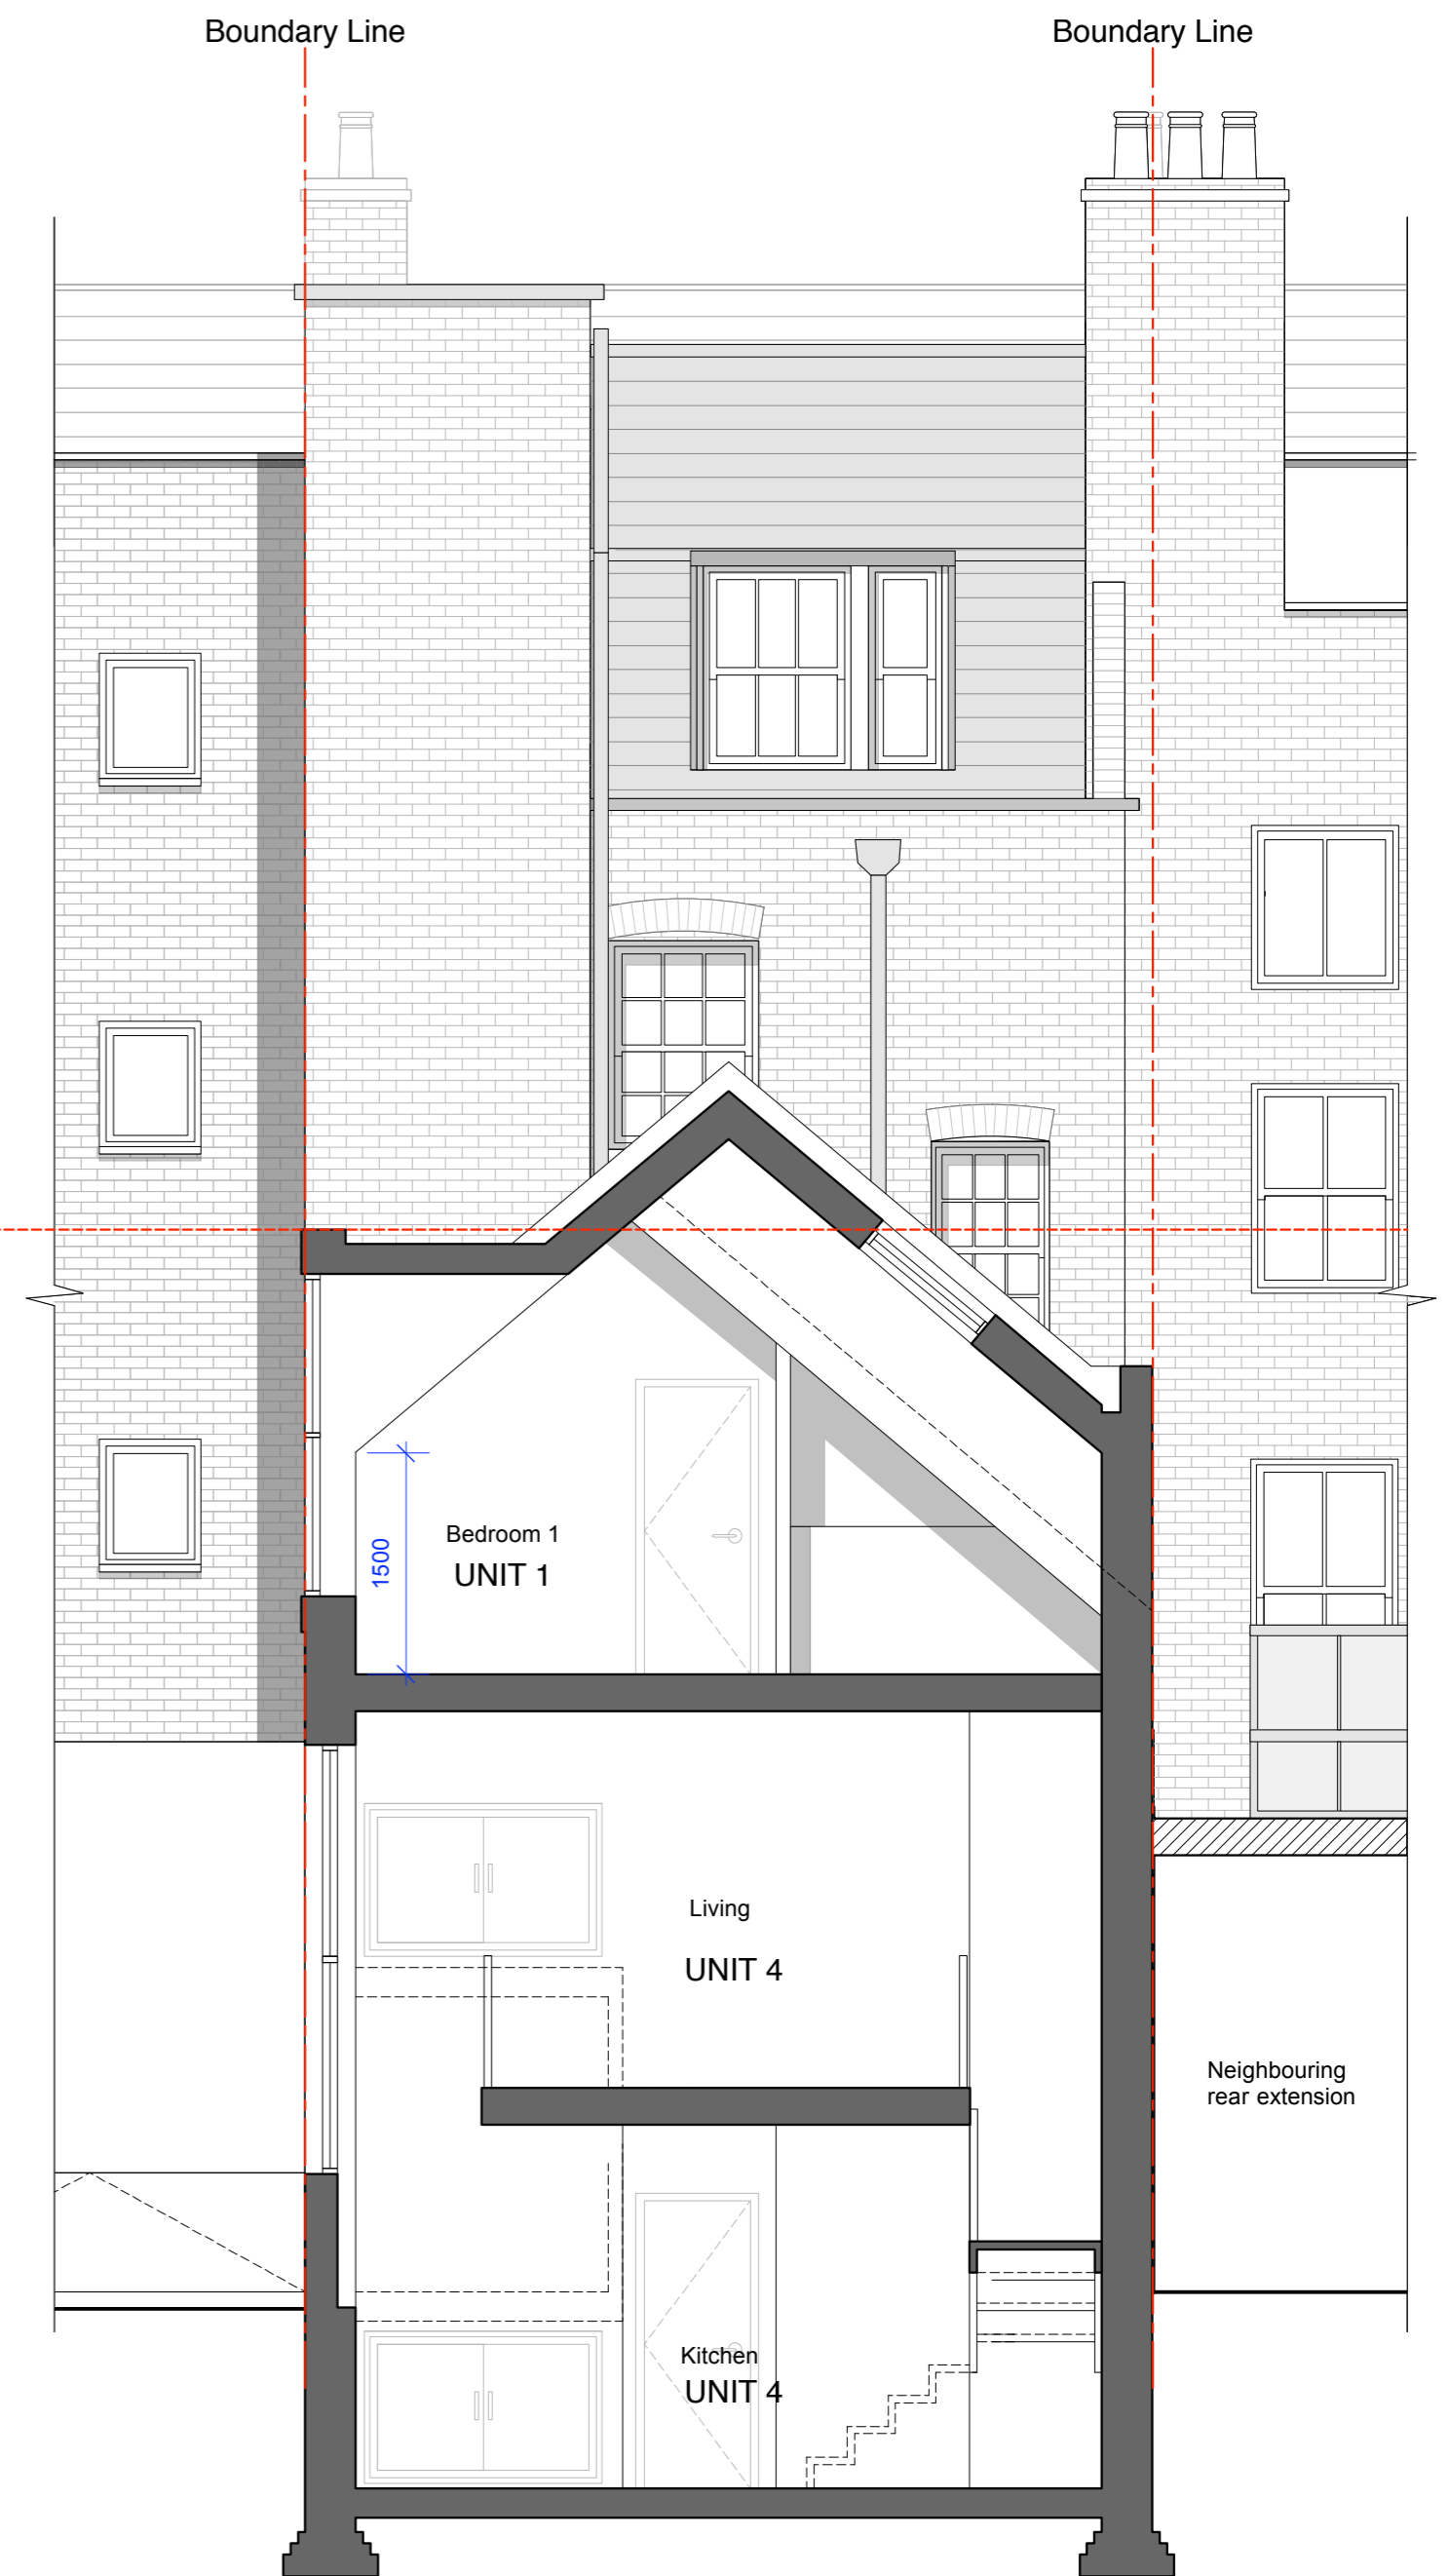 Boundary Line
Boundary Line
1500
Bedroom 1
UNIT 1
Living
UNIT 4
Neighbouring
rear extension
Kitchen
UNIT 4